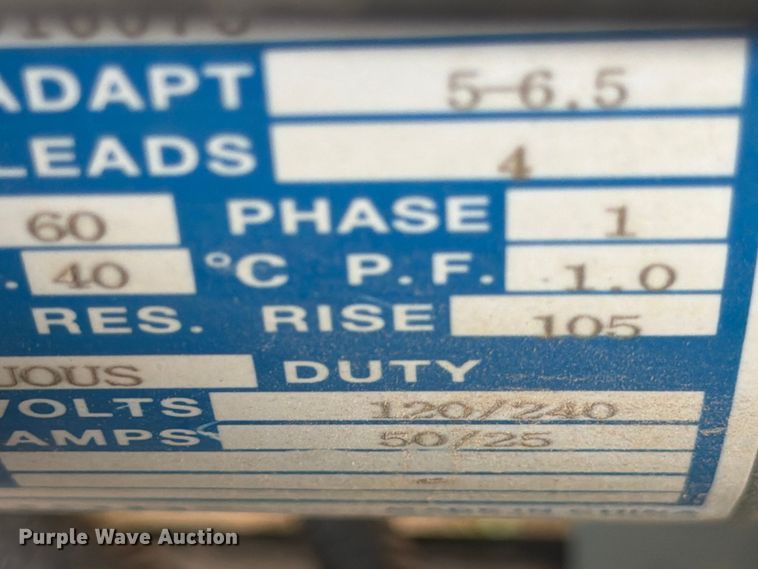 ADAPT 5-6.5
LEADS 4
60 PHASE 1
. 40 °C P.F. 1.0
RES. RISE 105
UOUS DUTY
VOLTS 120/240
AMPS 50/25
Purple Wave Auction®